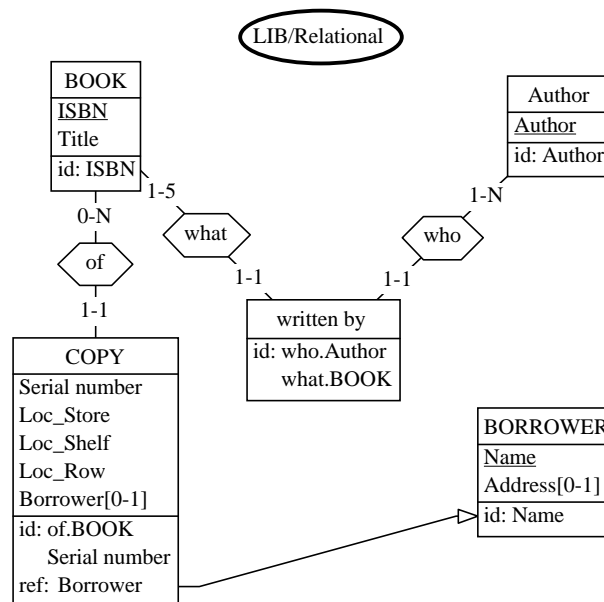 LIB/Relational
BOOK
ISBN
Title
id: ISBN
Author
Author
id: Author
1-5
1-N
0-N
what
who
of
1-1
1-1
1-1
written by
id: who.Author
what.BOOK
COPY
Serial number
Loc_Store
Loc_Shelf
Loc_Row
Borrower[0-1]
id: of.BOOK
Serial number
ref: Borrower
BORROWER
Name
Address[0-1]
id: Name